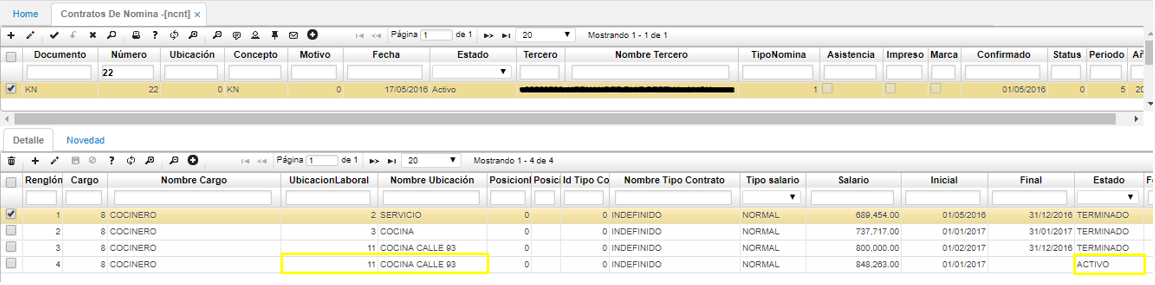 Home Contratos De Nomina -[ncnt] ×
Página 1 de 1 20 Mostrando 1 - 1 de 1
Documento Número Ubicación Concepto Motivo Fecha Estado Tercero Nombre Tercero TipoNomina Asistencia Impreso Marca Confirmado Status Periodo Añ
22
KN 22 0 KN 17/05/2016 Activo 1 01/05/2016 0 5 20
Detalle Novedad
Página 1 de 1 20 Mostrando 1 - 4 de 4
Renglón Cargo Nombre Cargo UbicacionLaboral Nombre Ubicación PosicionI Posici Id Tipo Co Nombre Tipo Contrato Tipo salario Salario Inicial Final Estado Fe
1 8 COCINERO 2 SERVICIO 0 0 INDEFINIDO NORMAL 689,454.00 01/05/2016 31/12/2016 TERMINADO
2 8 COCINERO 3 COCINA 0 0 INDEFINIDO NORMAL 737,717.00 01/01/2017 31/01/2017 TERMINADO
3 8 COCINERO 11 COCINA CALLE 93 0 0 INDEFINIDO NORMAL 800,000.00 01/02/2017 31/12/2016 TERMINADO
4 8 COCINERO 11 COCINA CALLE 93 0 0 INDEFINIDO NORMAL 848,263.00 01/01/2017 ACTIVO